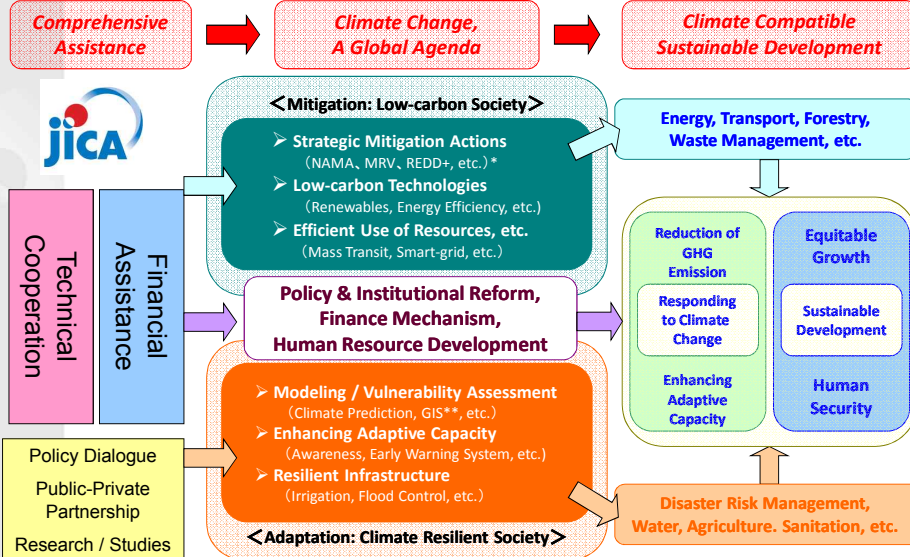 Comprehensive
Assistance
Climate Change,
A Global Agenda
Climate Compatible
Sustainable Development
JICA
Technical
Cooperation
Financial
Assistance
Policy Dialogue
Public-Private
Partnership
Research / Studies
<Mitigation: Low-carbon Society>
➢ Strategic Mitigation Actions
(NAMA、MRV、REDD+, etc.)*
➢ Low-carbon Technologies
(Renewables, Energy Efficiency, etc.)
➢ Efficient Use of Resources, etc.
(Mass Transit, Smart-grid, etc.)
Policy & Institutional Reform,
Finance Mechanism,
Human Resource Development
➢ Modeling / Vulnerability Assessment
(Climate Prediction, GIS**, etc.)
➢ Enhancing Adaptive Capacity
(Awareness, Early Warning System, etc.)
➢ Resilient Infrastructure
(Irrigation, Flood Control, etc.)
<Adaptation: Climate Resilient Society>
Energy, Transport, Forestry,
Waste Management, etc.
Reduction of
GHG
Emission
Responding
to Climate
Change
Enhancing
Adaptive
Capacity
Equitable
Growth
Sustainable
Development
Human
Security
Disaster Risk Management,
Water, Agriculture. Sanitation, etc.